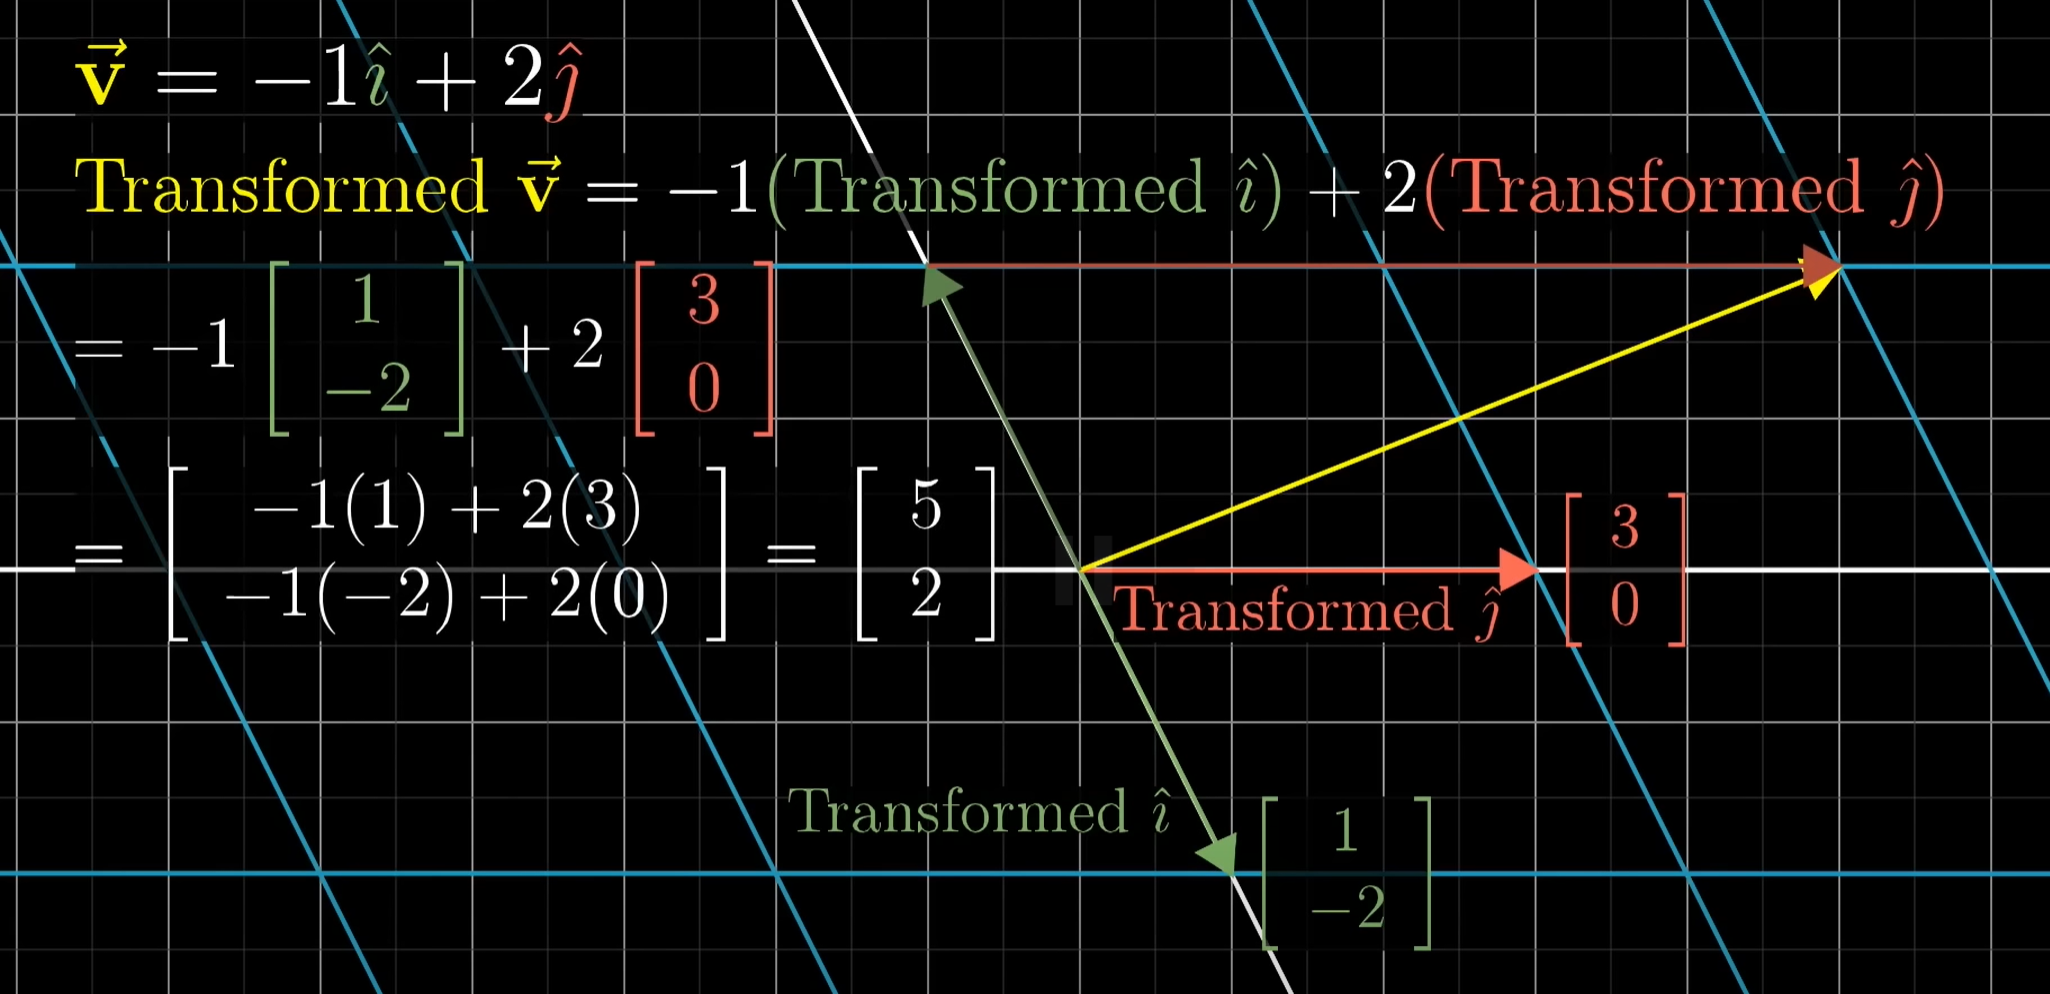 v⃗ = −1î + 2ĵ
Transformed v⃗ = −1(Transformed î) + 2(Transformed ĵ)
= −1 [1 −2] + 2 [3 0]
= [−1(1) + 2(3) −1(−2) + 2(0)] = [5 2]
Transformed ĵ [3 0]
Transformed î [1 −2]